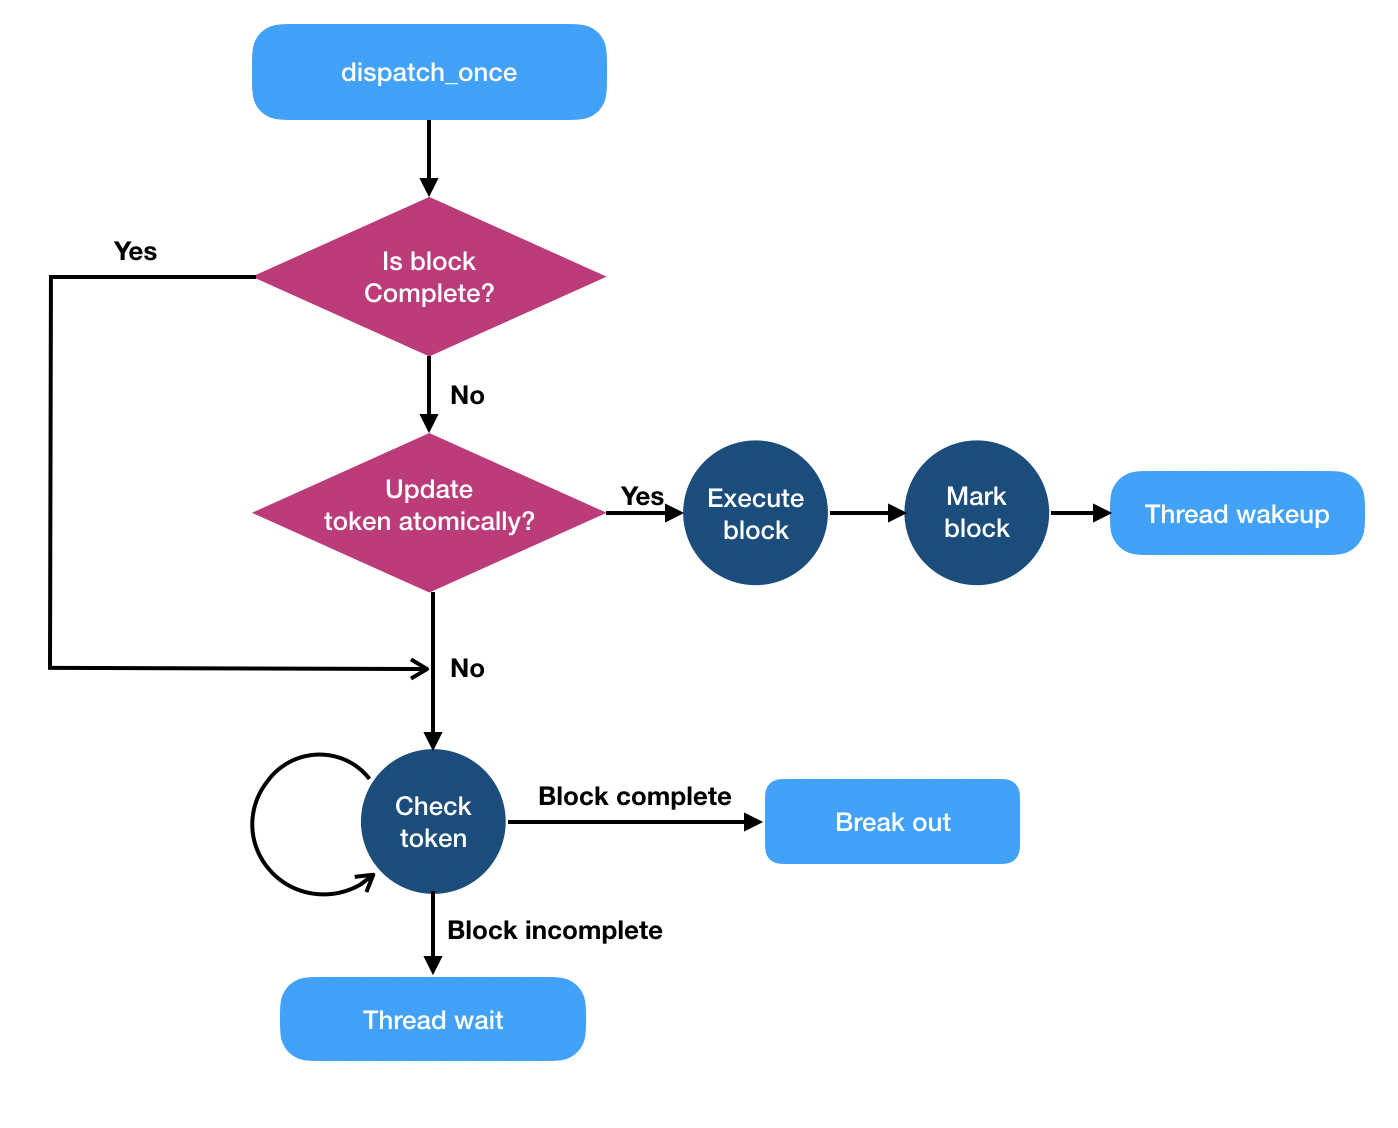 dispatch_once
Yes
Is block
Complete?
No
Update
token atomically?
Yes
Execute
block
Mark
block
Thread wakeup
No
Check
token
Block complete
Break out
Block incomplete
Thread wait